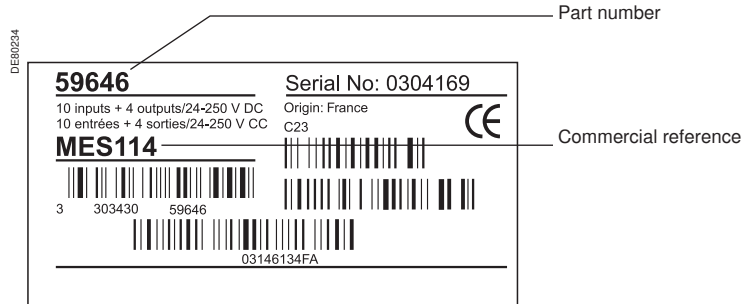 Part number
DE80234
59646
Serial No: 0304169
10 inputs + 4 outputs/24-250 V DC
10 entrées + 4 sorties/24-250 V CC
Origin: France
C23
CE
MES114
Commercial reference
3 303430 59646
03146134FA